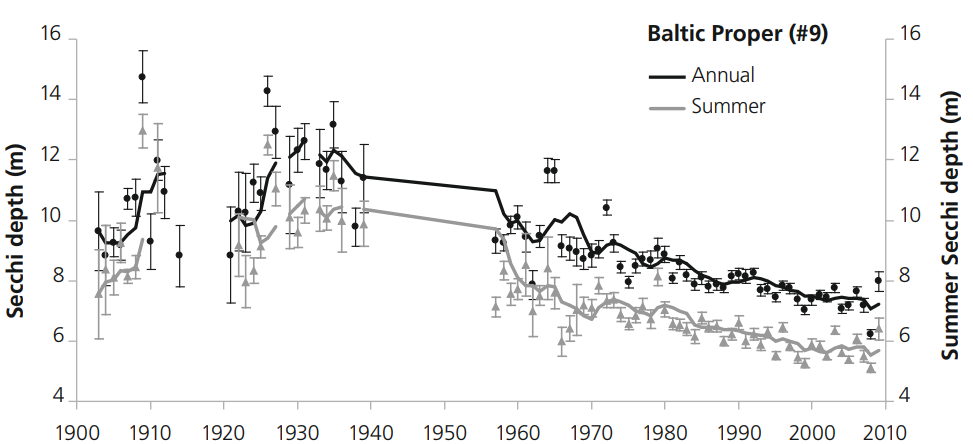 Baltic Proper (#9)
Annual
Summer
Secchi depth (m)
16
14
12
10
8
6
4
Summer Secchi depth (m)
16
14
12
10
8
6
4
1900 1910 1920 1930 1940 1950 1960 1970 1980 1990 2000 2010